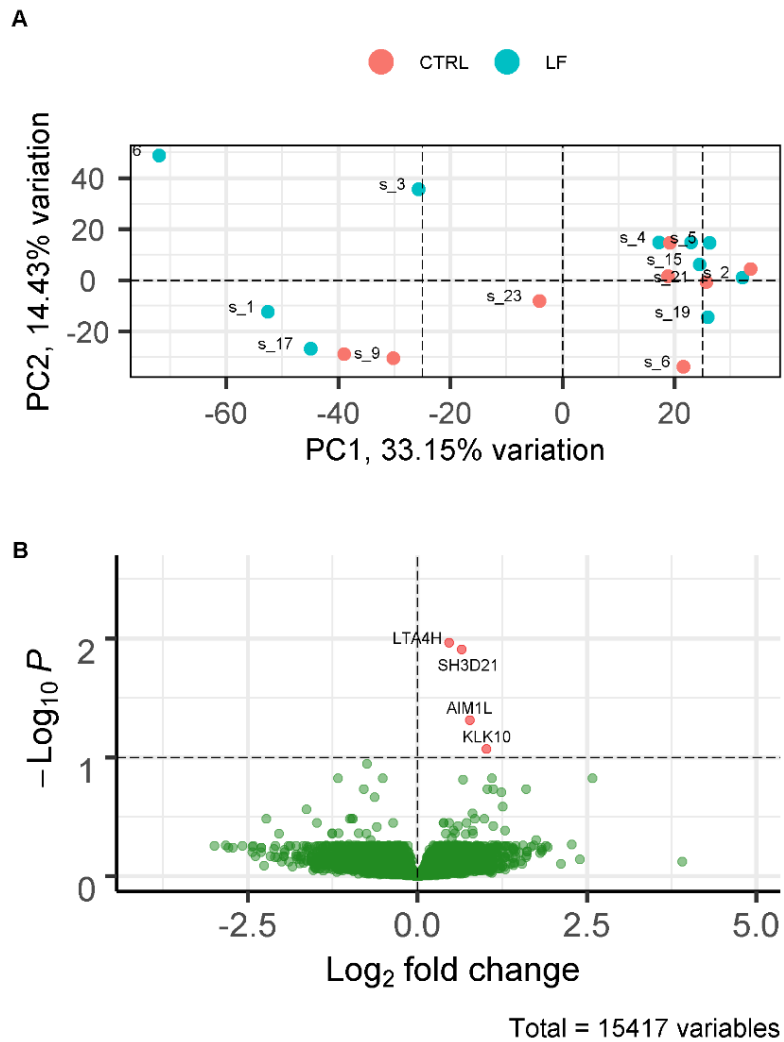 A
CTRL LF
PC2, 14.43% variation
40
20
0
-20
6
s_3
s_4 s_5
s_15
s_21 s_2
s_23
s_1
s_19
s_17
s_9
s_6
-60 -40 -20 0 20
PC1, 33.15% variation
B
−Log10 P
2
1
0
LTA4H
SH3D21
AIM1L
KLK10
-2.5 0.0 2.5 5.0
Log2 fold change
Total = 15417 variables